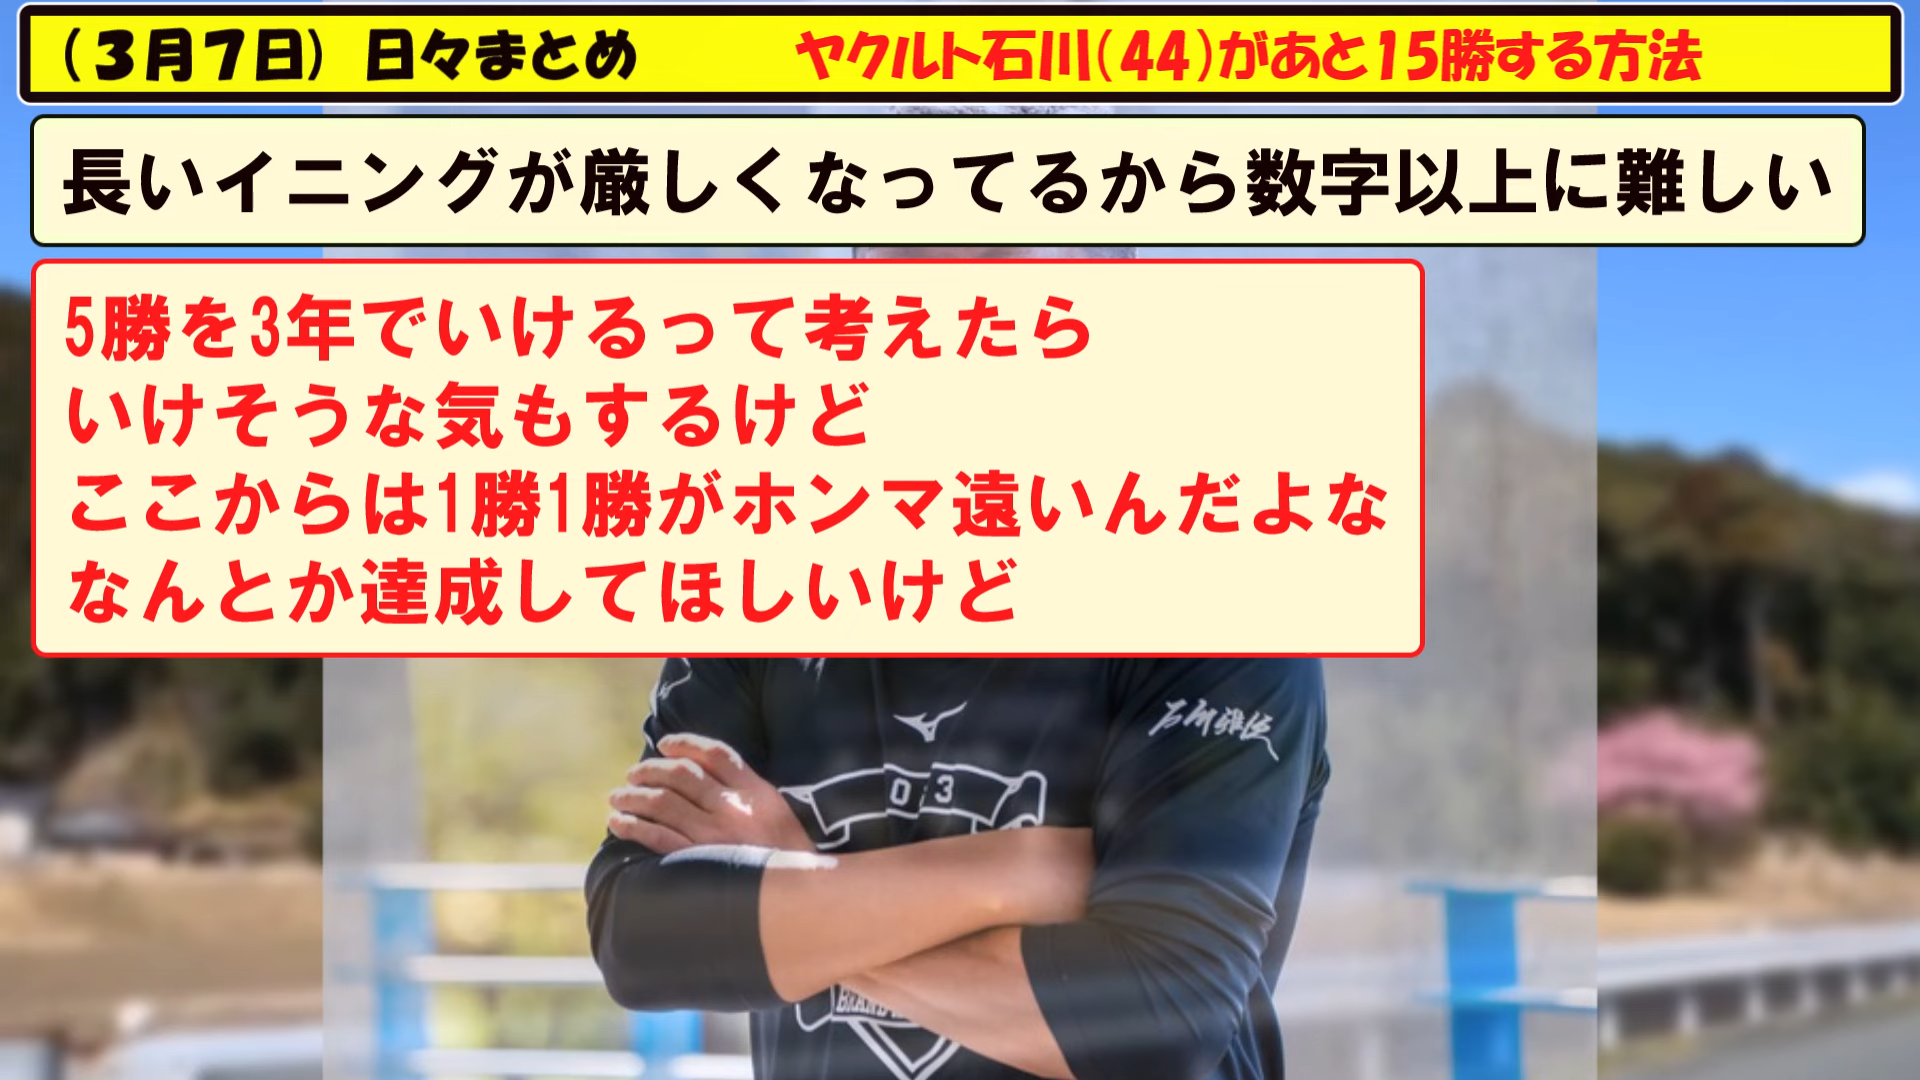 (3月7日) 日々まとめ ヤクルト石川(44)があと15勝する方法
長いイニングが厳しくなってるから数字以上に難しい
5勝を3年でいけるって考えたら
いけそうな気もするけど
ここからは1勝1勝がホンマ遠いんだよな
なんとか達成してほしいけど
石川雅規
03